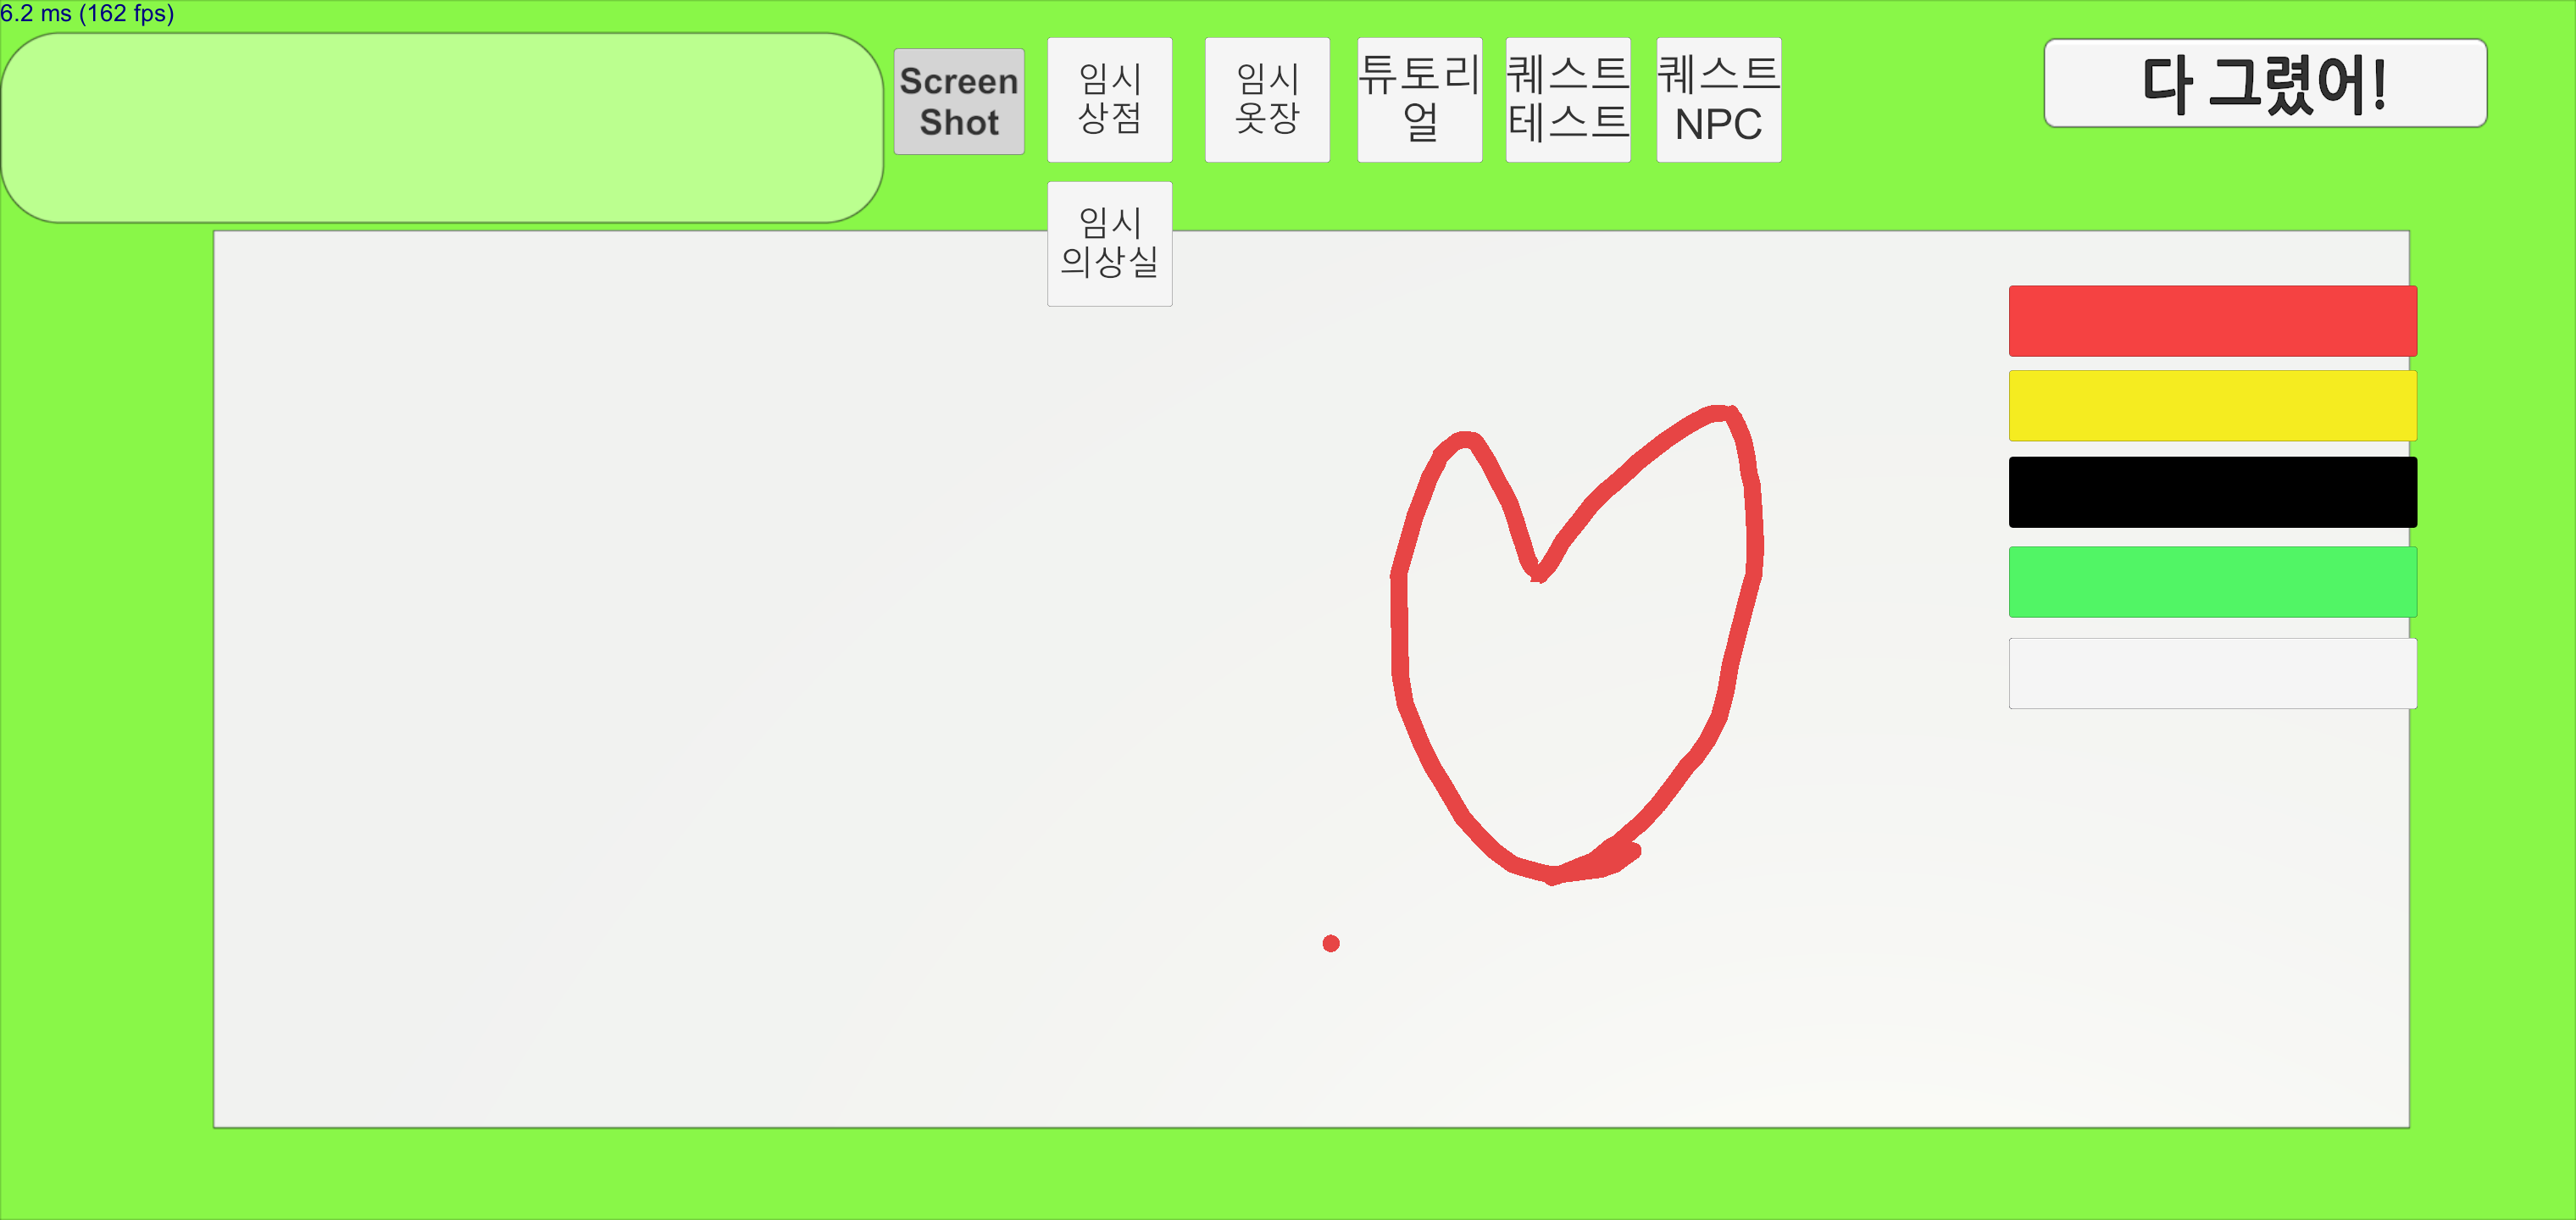 6.2 ms (162 fps)
Screen
Shot
임시
상점
임시
옷장
튜토리
얼
퀘스트
테스트
퀘스트
NPC
다 그렸어!
임시
의상실